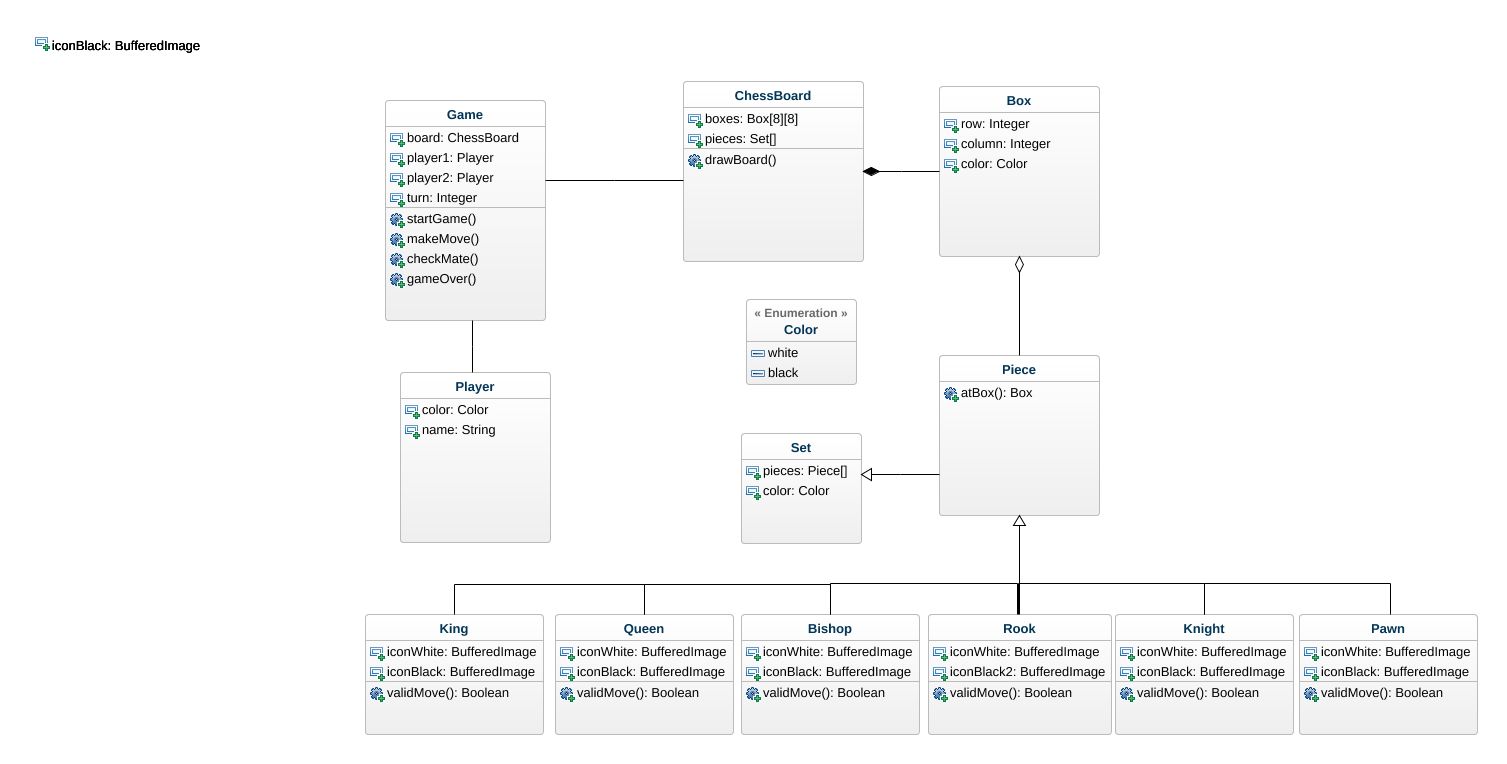 iconBlack: BufferedImage
Game
board: ChessBoard
player1: Player
player2: Player
turn: Integer
startGame()
makeMove()
checkMate()
gameOver()
ChessBoard
boxes: Box[8][8]
pieces: Set[]
drawBoard()
Box
row: Integer
column: Integer
color: Color
« Enumeration »
Color
white
black
Player
color: Color
name: String
Piece
atBox(): Box
Set
pieces: Piece[]
color: Color
King
iconWhite: BufferedImage
iconBlack: BufferedImage
validMove(): Boolean
Queen
iconWhite: BufferedImage
iconBlack: BufferedImage
validMove(): Boolean
Bishop
iconWhite: BufferedImage
iconBlack: BufferedImage
validMove(): Boolean
Rook
iconWhite: BufferedImage
iconBlack2: BufferedImage
validMove(): Boolean
Knight
iconWhite: BufferedImage
iconBlack: BufferedImage
validMove(): Boolean
Pawn
iconWhite: BufferedImage
iconBlack: BufferedImage
validMove(): Boolean